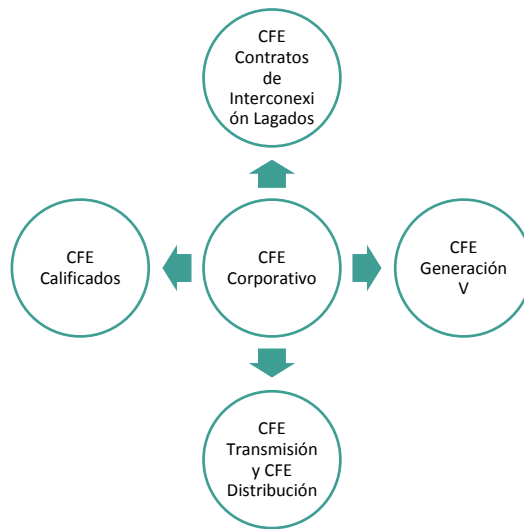 CFE
Contratos
de
Interconexi
ón Lagados
CFE
Calificados
CFE
Corporativo
CFE
Generación
V
CFE
Transmisión
y CFE
Distribución